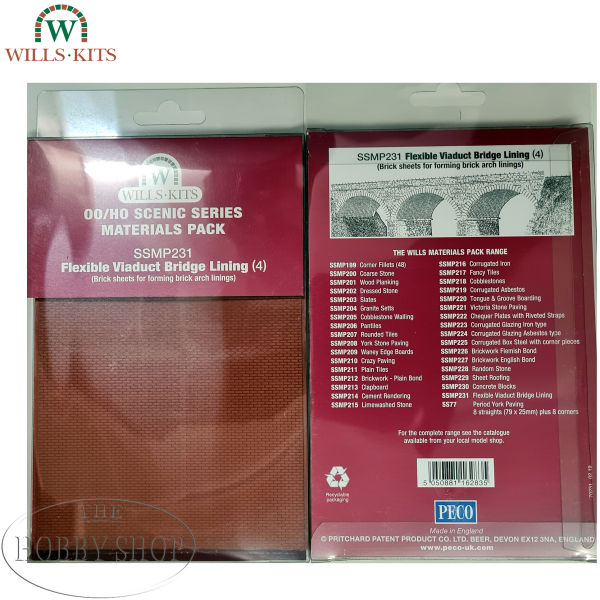 WILLS·KITS
WILLS·KITS
OO/HO SCENIC SERIES
MATERIALS PACK
SSMP231
Flexible Viaduct Bridge Lining (4)
(Brick sheets for forming brick arch linings)
THE
HOBBY SHOP
SSMP231 Flexible Viaduct Bridge Lining (4)
(Brick sheets for forming brick arch linings)
THE WILLS MATERIALS PACK RANGE
SSMP199 Corner Fillets (48)
SSMP200 Coarse Stone
SSMP201 Wood Planking
SSMP202 Dressed Stone
SSMP203 Slates
SSMP204 Granite Setts
SSMP205 Cobblestone Walling
SSMP206 Pantiles
SSMP207 Rounded Tiles
SSMP208 York Stone Paving
SSMP209 Waney Edge Boards
SSMP210 Crazy Paving
SSMP211 Plain Tiles
SSMP212 Brickwork - Plain Bond
SSMP213 Clapboard
SSMP214 Cement Rendering
SSMP215 Limewashed Stone
SSMP216 Corrugated Iron
SSMP217 Fancy Tiles
SSMP218 Cobblestones
SSMP219 Corrugated Asbestos
SSMP220 Tongue & Groove Boarding
SSMP221 Victoria Stone Paving
SSMP222 Chequer Plates with Riveted Straps
SSMP223 Corrugated Glazing Iron type
SSMP224 Corrugated Glazing Asbestos type
SSMP225 Corrugated Box Steel with corner pieces
SSMP226 Brickwork Flemish Bond
SSMP227 Brickwork English Bond
SSMP228 Random Stone
SSMP229 Sheet Roofing
SSMP230 Concrete Blocks
SSMP231 Flexible Viaduct Bridge Lining
SS77 Period York Paving
8 straights (79 x 25mm) plus 8 corners
For the complete range see the catalogue
available from your local model shop.
Recyclable
packaging
5 050881 162835
PECO
Made in England
© PRITCHARD PATENT PRODUCT CO. LTD. BEER, DEVON EX12 3NA, ENGLAND
www.peco-uk.com